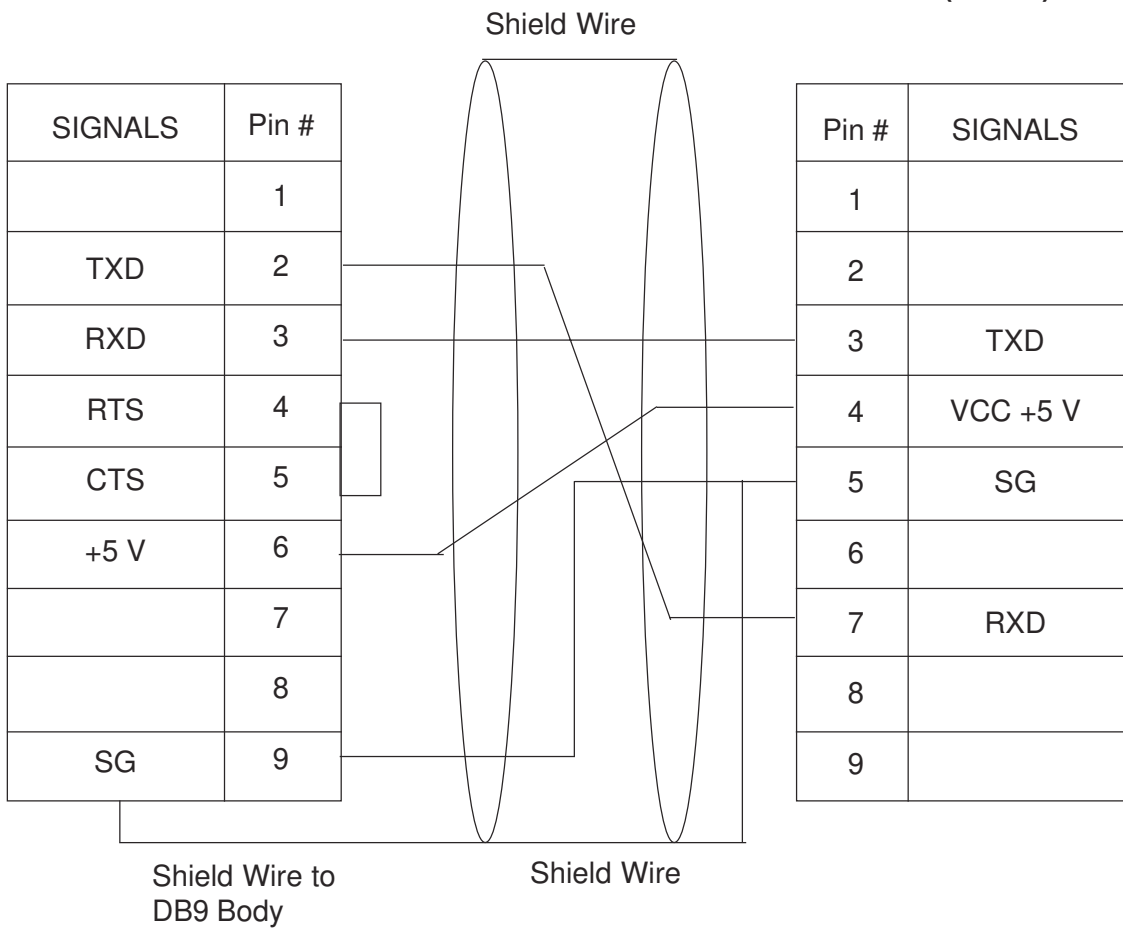 Shield Wire
SIGNALS Pin # Pin # SIGNALS
1 1
TXD 2 2
RXD 3 3 TXD
RTS 4 4 VCC +5 V
CTS 5 5 SG
+5 V 6 6
7 7 RXD
8 8
SG 9 9
Shield Wire to
DB9 Body
Shield Wire